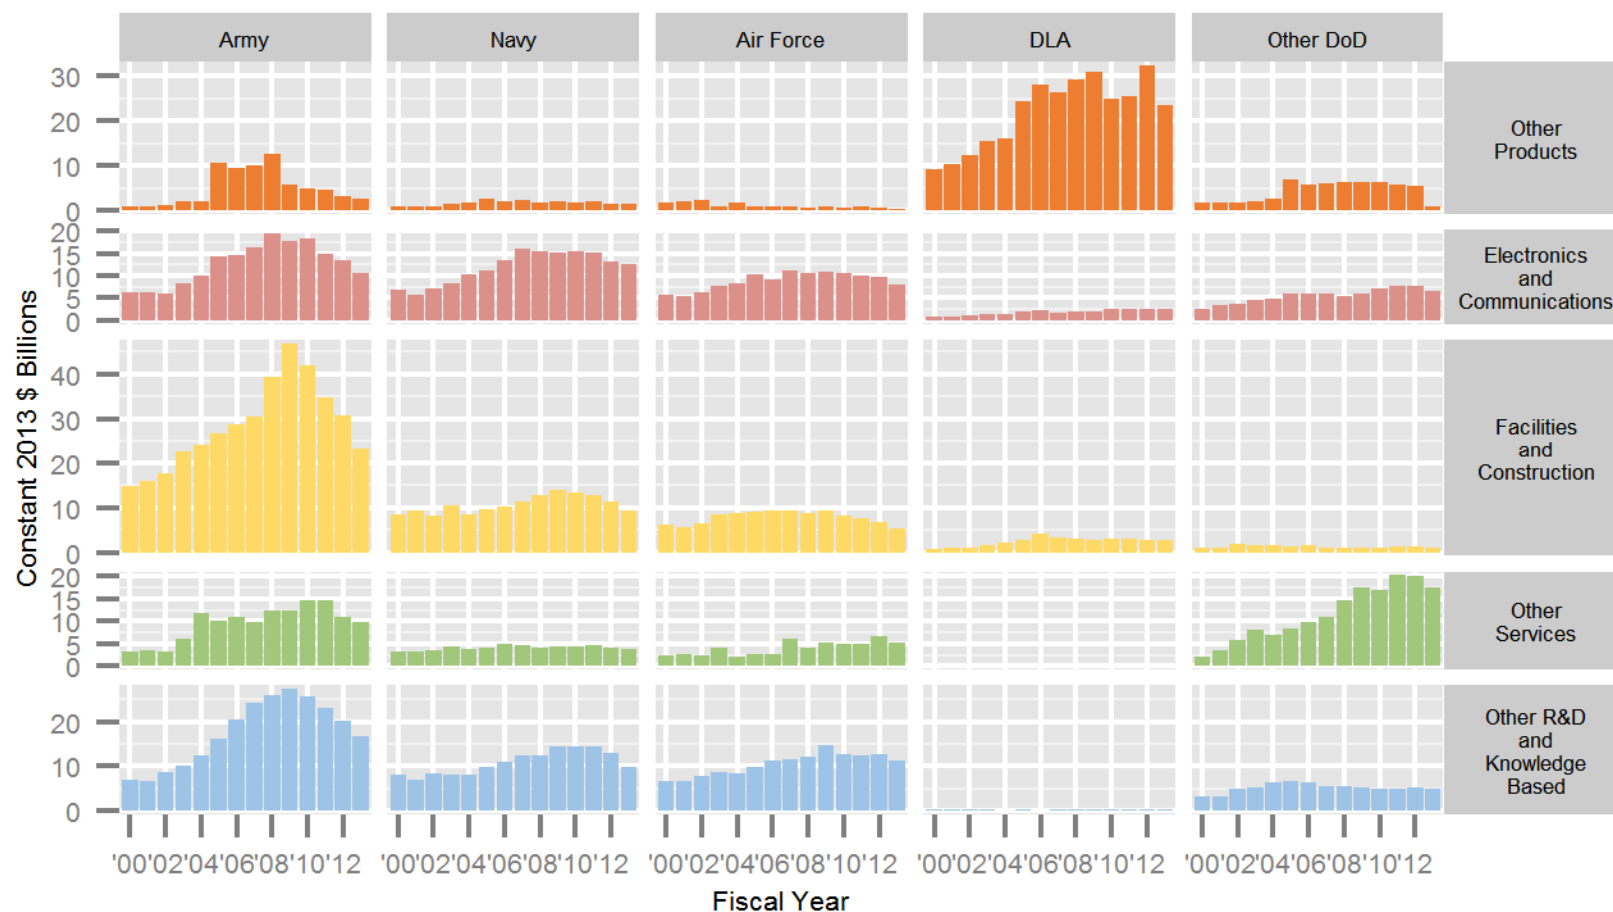 Army Navy Air Force DLA Other DoD
30
20
10
0
Other
Products
20
15
10
5
0
Electronics
and
Communications
40
30
20
10
0
Facilities
and
Construction
20
15
10
5
0
Other
Services
20
10
0
Other R&D
and
Knowledge
Based
Constant 2013 $ Billions
'00'02'04'06'08'10'12 '00'02'04'06'08'10'12 '00'02'04'06'08'10'12 '00'02'04'06'08'10'12 '00'02'04'06'08'10'12
Fiscal Year